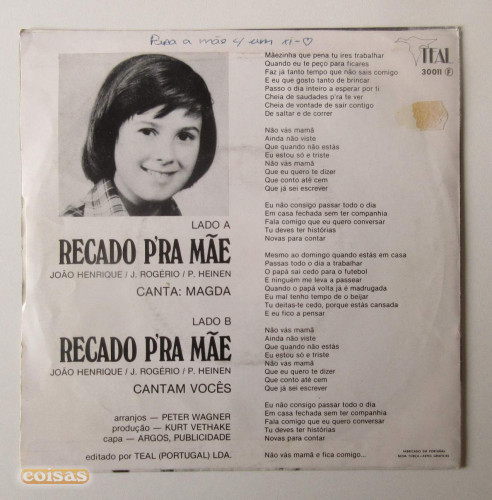 Para a mãe c/ um xi-♡
TEAL
30011 F
Mãezinha que pena tu ires trabalhar
Quando eu te peço para ficares
Faz já tanto tempo que não sais comigo
E eu que gosto tanto de brincar
Passo o dia inteiro a esperar por ti
Cheia de saudades p'ra te ver
Cheia de vontade de sair contigo
De saltar e de correr
Não vás mamã
Ainda não viste
Que quando não estás
Eu estou só e triste
Não vás mamã
Que eu quero te dizer
Que conto até cem
Que já sei escrever
Eu não consigo passar todo o dia
Em casa fechada sem ter companhia
Fala comigo que eu quero conversar
Tu deves ter histórias
Novas para contar
Mesmo ao domingo quando estás em casa
Passas todo o dia a trabalhar
O papá sai cedo para o futebol
E ninguém me leva a passear
Quando o papá volta já é madrugada
Eu mal tenho tempo de o beijar
Tu deitas-te cedo, porque estás cansada
E eu fico a pensar
Não vás mamã
Ainda não viste
Que quando não estás
Eu estou só e triste
Não vás mamã
Que eu quero te dizer
Que conto até cem
Que já sei escrever
Eu não consigo passar todo o dia
Em casa fechada sem ter companhia
Fala comigo que eu quero conversar
Tu deves ter histórias
Novas para contar
Não vás mamã e fica comigo...
LADO A
RECADO P'RA MÃE
JOÃO HENRIQUE / J. ROGÉRIO / P. HEINEN
CANTA: MAGDA
LADO B
RECADO P'RA MÃE
JOÃO HENRIQUE / J. ROGÉRIO / P. HEINEN
CANTAM VOCÊS
arranjos — PETER WAGNER
produção — KURT VETHAKE
capa — ARGOS, PUBLICIDADE
editado por TEAL (PORTUGAL) LDA.
FABRICADO EM PORTUGAL
coisas